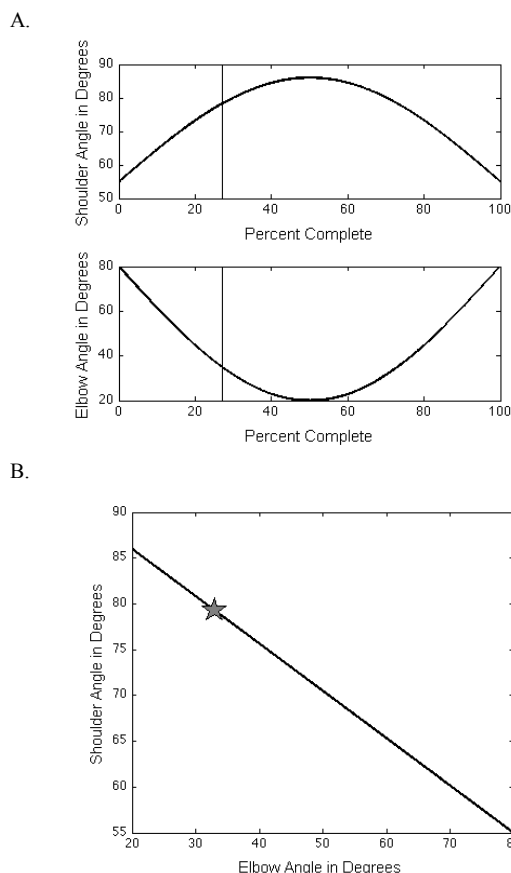 A.
Shoulder Angle in Degrees
90
80
70
60
50
0 20 40 60 80 100
Percent Complete
Elbow Angle in Degrees
80
60
40
20
0 20 40 60 80 100
Percent Complete
B.
Shoulder Angle in Degrees
90
85
80
75
70
65
60
55
20 30 40 50 60 70
Elbow Angle in Degrees